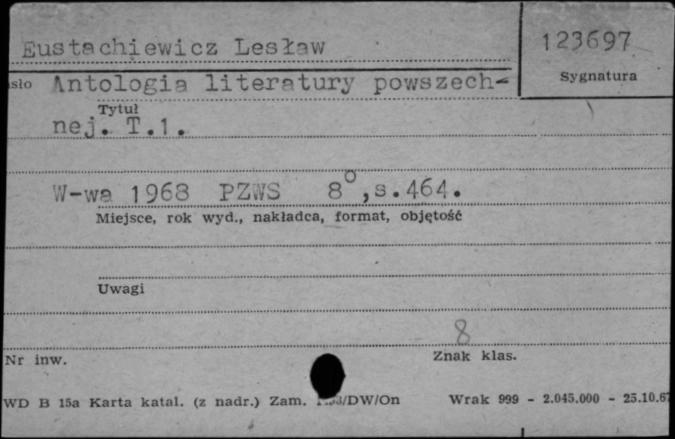 Eustachiewicz Lesław
123697
Sygnatura
Antologia literatury powszech-
Tytuł
nej. T.1.
W-wa 1968 PZWS 8°,s.464.
Miejsce, rok wyd., nakładca, format, objętość
Uwagi
8
Nr inw.
Znak klas.
WD B 15a Karta katal. (z nadr.) Zam. /DW/On Wrak 999 - 2.045.000 - 25.10.67